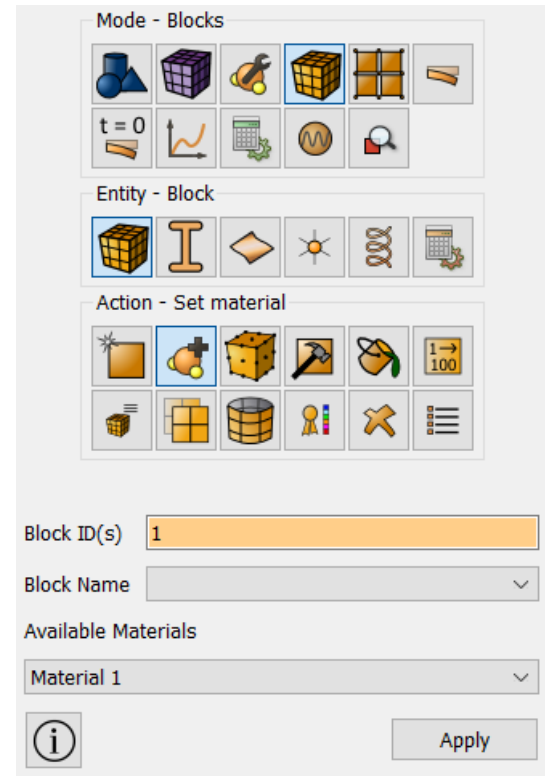 Mode - Blocks
t = 0
Entity - Block
Action - Set material
1→
100
Block ID(s) 1
Block Name
Available Materials
Material 1
i Apply